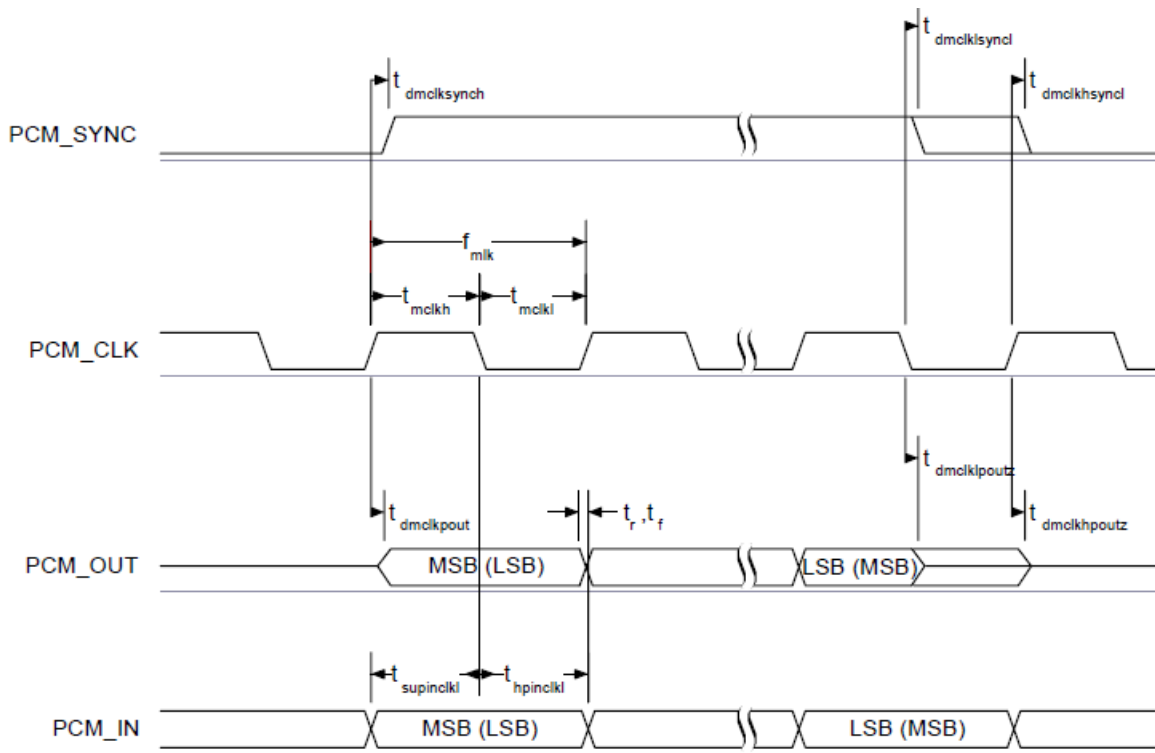 t dmclklsyncl
t dmclksynch
t dmclkhsyncl
PCM_SYNC
f mlk
t mclkh
t mclkl
PCM_CLK
t dmclklpoutz
t dmclkpout
t r ,t f
t dmclkhpoutz
PCM_OUT
MSB (LSB)
LSB (MSB)
t supinclkl
t hpinclkl
PCM_IN
MSB (LSB)
LSB (MSB)